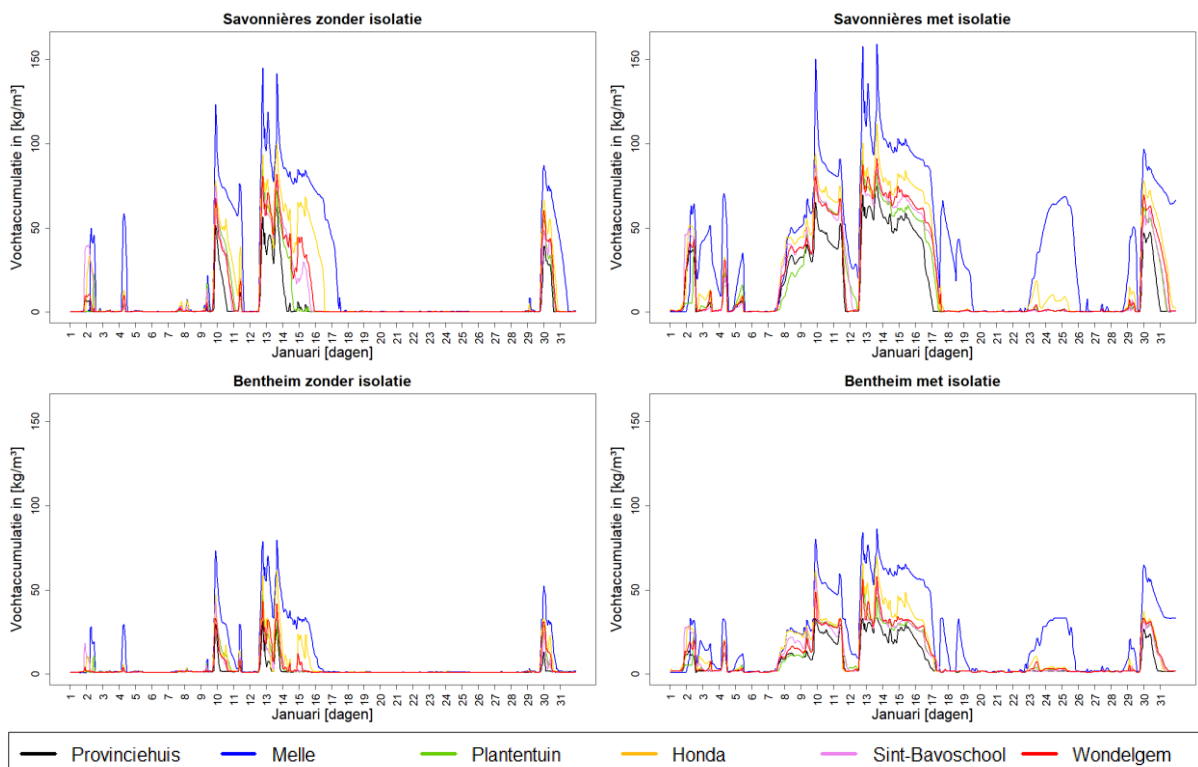 Savonnières zonder isolatie
Vochtaccumulatie in [kg/m³]
150
100
50
0
1 2 3 4 5 6 7 8 9 10 11 12 13 14 15 16 17 18 19 20 21 22 23 24 25 26 27 28 29 30 31
Januari [dagen]
Savonnières met isolatie
Vochtaccumulatie in [kg/m³]
150
100
50
0
1 2 3 4 5 6 7 8 9 10 11 12 13 14 15 16 17 18 19 20 21 22 23 24 25 26 27 28 29 30 31
Januari [dagen]
Bentheim zonder isolatie
Vochtaccumulatie in [kg/m³]
150
100
50
0
1 2 3 4 5 6 7 8 9 10 11 12 13 14 15 16 17 18 19 20 21 22 23 24 25 26 27 28 29 30 31
Januari [dagen]
Bentheim met isolatie
Vochtaccumulatie in [kg/m³]
150
100
50
0
1 2 3 4 5 6 7 8 9 10 11 12 13 14 15 16 17 18 19 20 21 22 23 24 25 26 27 28 29 30 31
Januari [dagen]
Provinciehuis Melle Plantentuin Honda Sint-Bavoschool Wondelgem